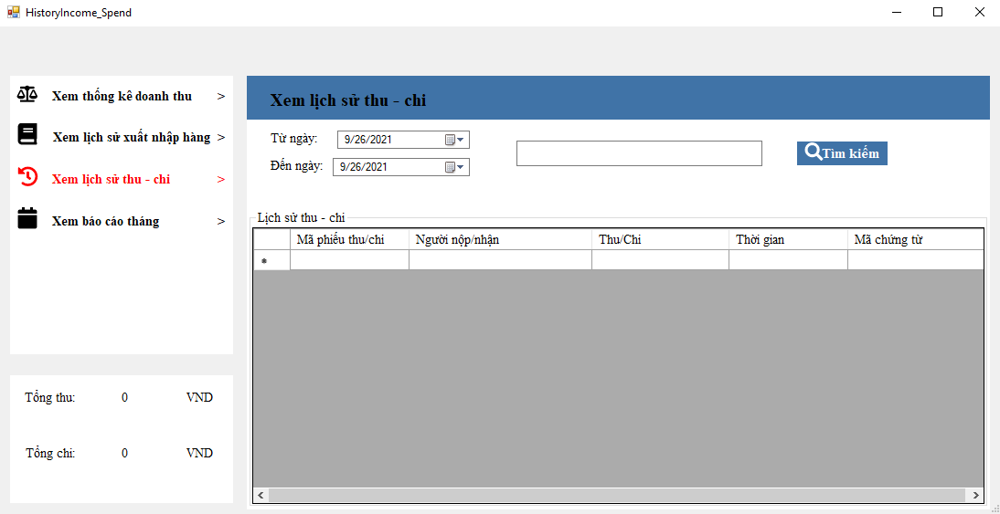 HistoryIncome_Spend
Xem thống kê doanh thu >
Xem lịch sử xuất nhập hàng >
Xem lịch sử thu - chi >
Xem báo cáo tháng >
Tổng thu: 0 VND
Tổng chi: 0 VND
Xem lịch sử thu - chi
Từ ngày: 9/26/2021
Đến ngày: 9/26/2021
Tìm kiếm
Lịch sử thu - chi
Mã phiếu thu/chi Người nộp/nhận Thu/Chi Thời gian Mã chứng từ
*